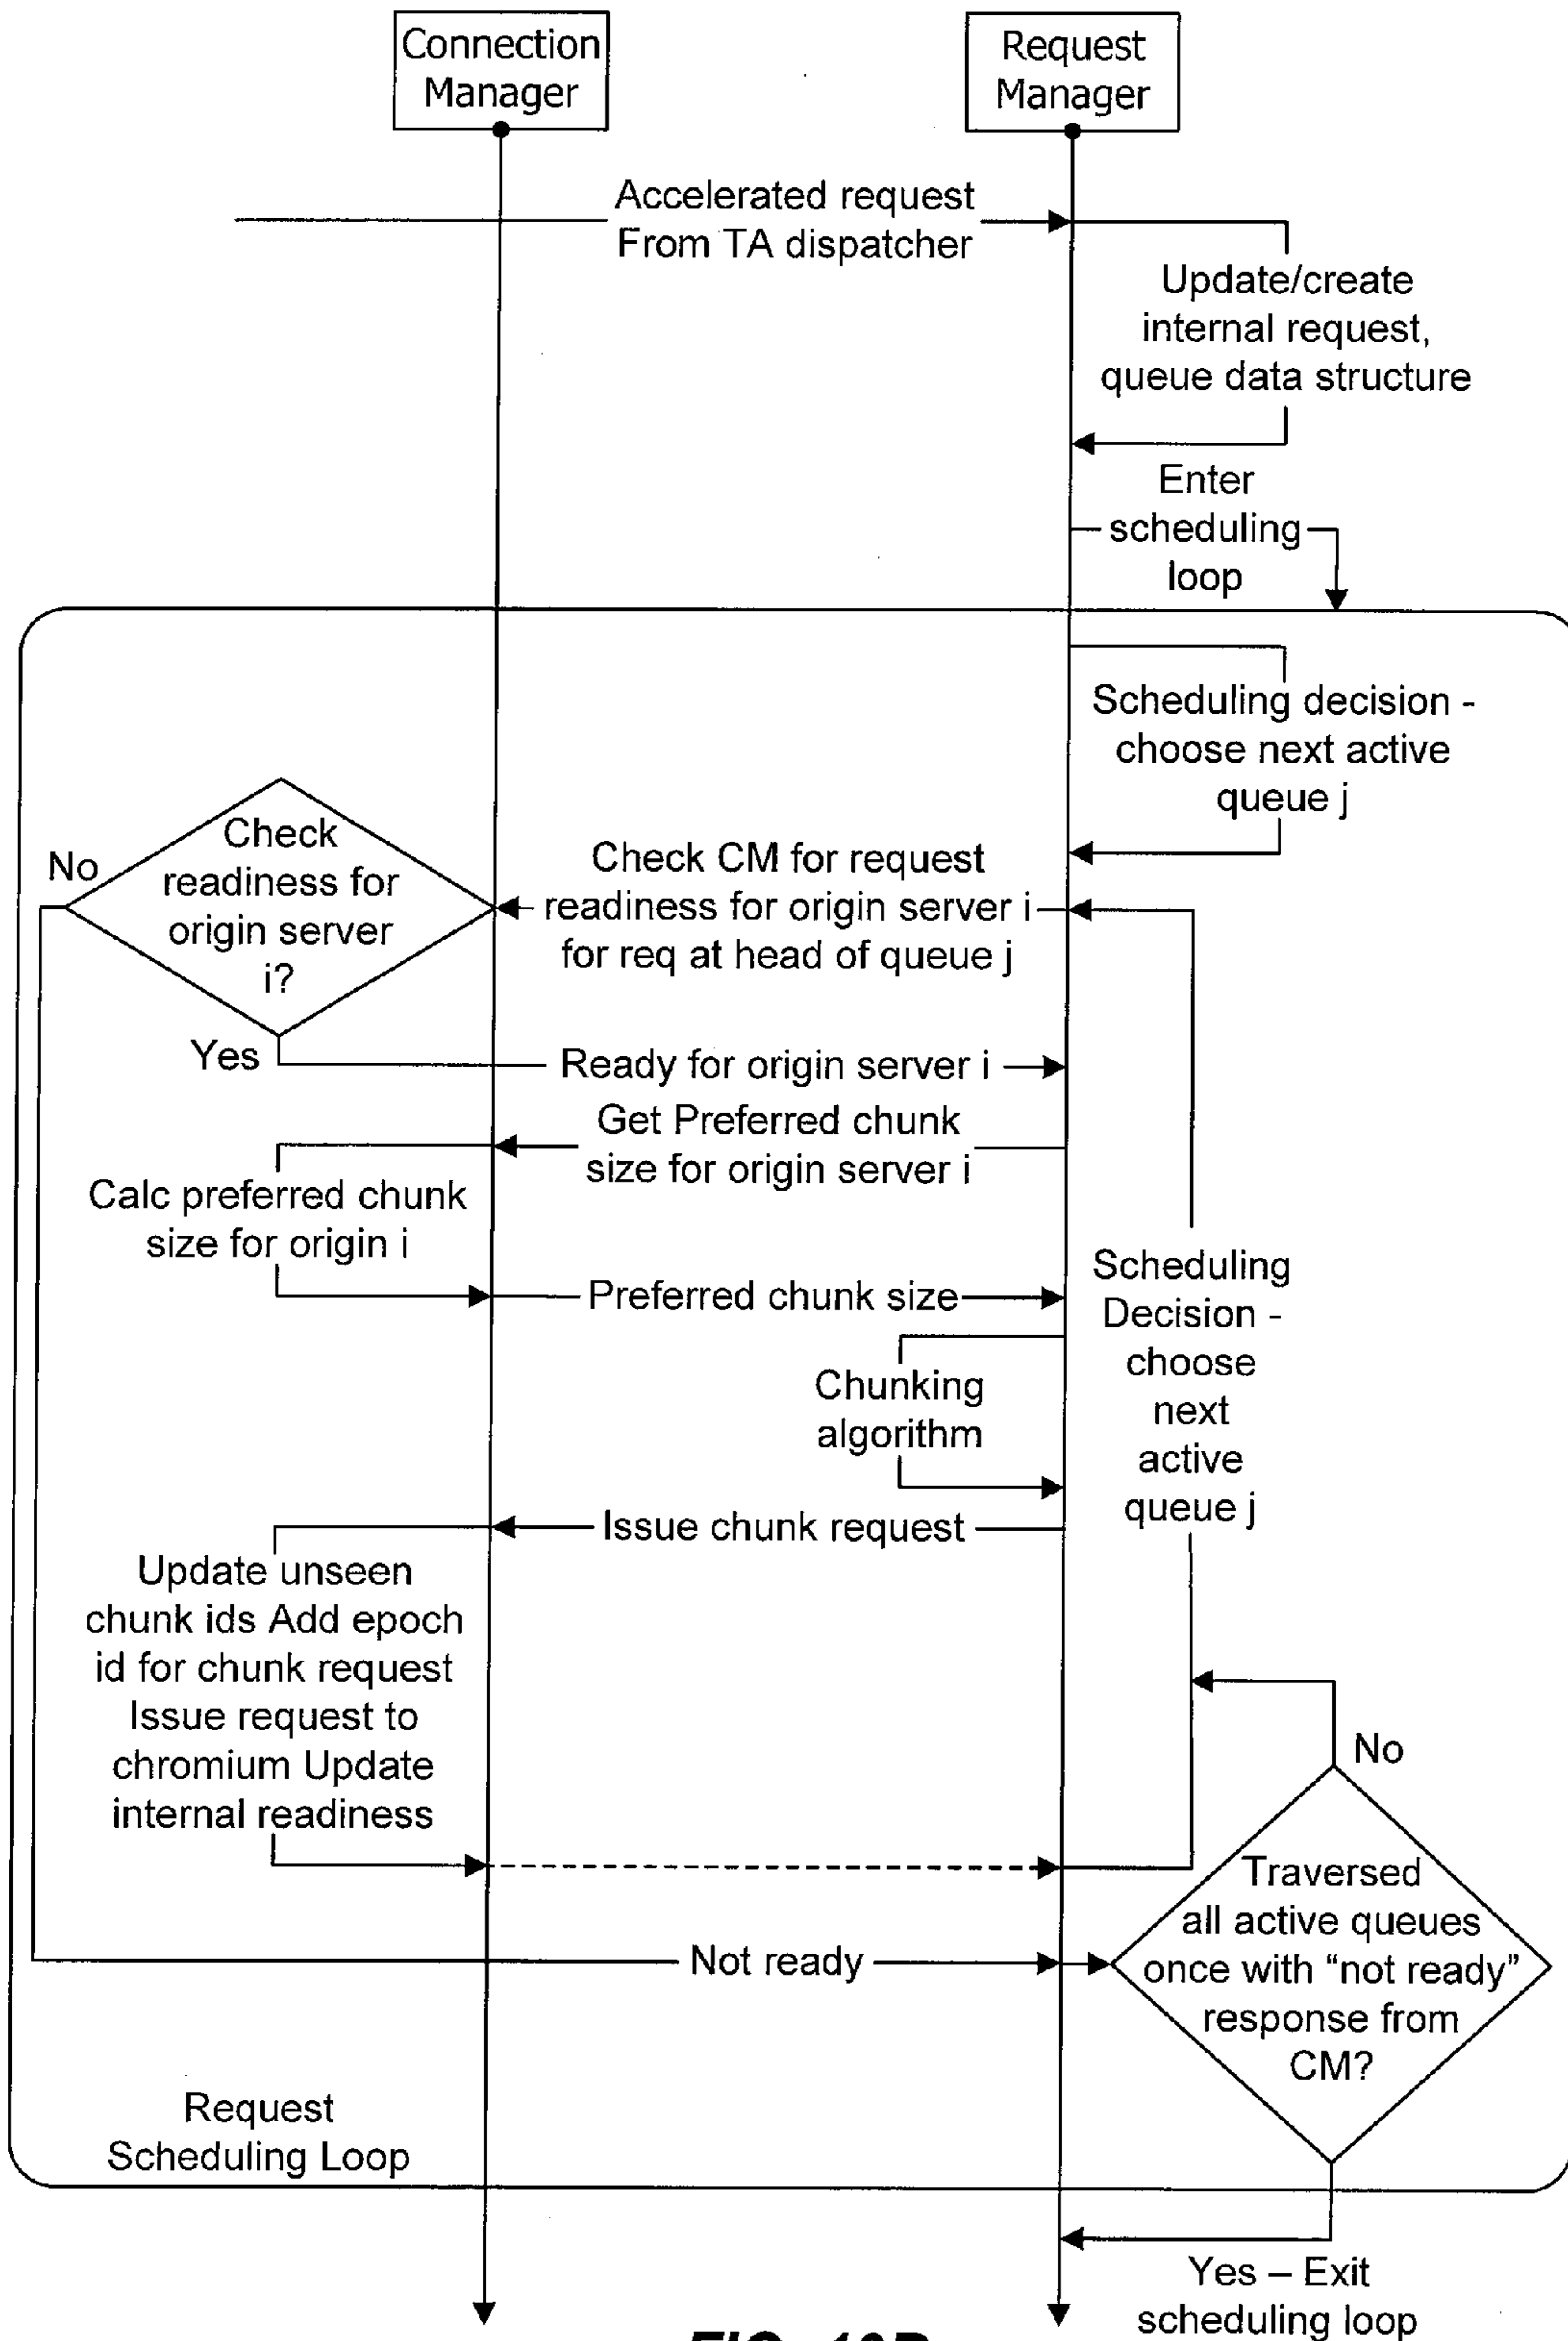 Connection
Manager
Request
Manager
Accelerated request
From TA dispatcher
Update/create
internal request,
queue data structure
Enter
scheduling
loop
Scheduling decision -
choose next active
queue j
Check
readiness for
origin server
i?
No
Check CM for request
readiness for origin server i
for req at head of queue j
Yes
Ready for origin server i
Get Preferred chunk
size for origin server i
Calc preferred chunk
size for origin i
Preferred chunk size
Scheduling
Decision -
choose
next
active
queue j
Chunking
algorithm
Issue chunk request
Update unseen
chunk ids Add epoch
id for chunk request
Issue request to
chromium Update
internal readiness
No
Traversed
all active queues
once with “not ready”
response from
CM?
Not ready
Request
Scheduling Loop
Yes – Exit
scheduling loop